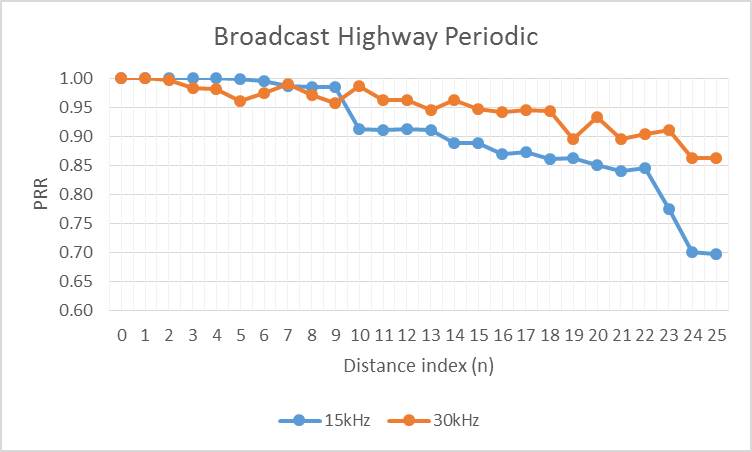 Broadcast Highway Periodic
1.00
0.95
0.90
0.85
0.80
0.75
0.70
0.65
0.60
PRR
0 1 2 3 4 5 6 7 8 9 10 11 12 13 14 15 16 17 18 19 20 21 22 23 24 25
Distance index (n)
15kHz 30kHz